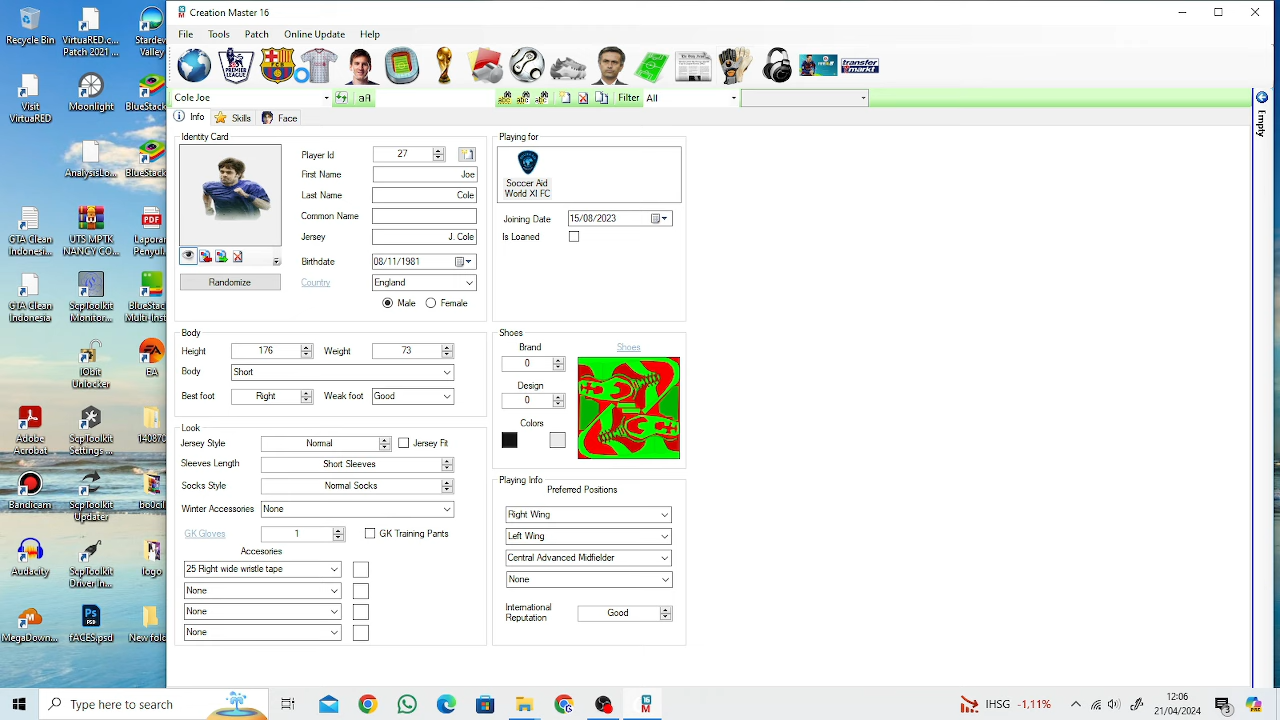 Creation Master 16
File Tools Patch Online Update Help
Cole Joe
Filter All
Info Skills Face
Empty
Identity Card
Player Id 27
First Name Joe
Last Name Cole
Common Name
Jersey J. Cole
Birthdate 08/11/1981
Randomize
Country England
Male Female
Playing for
Soccer Aid
World XI FC
Joining Date 15/08/2023
Is Loaned
Body
Height 176 Weight 73
Body Short
Best foot Right Weak foot Good
Shoes
Brand Shoes
0
Design
0
Colors
Look
Jersey Style Normal Jersey Fit
Sleeves Length Short Sleeves
Socks Style Normal Socks
Winter Accessories None
GK Gloves 1 GK Training Pants
Accesories
25 Right wide wristle tape
None
None
None
Playing Info
Preferred Positions
Right Wing
Left Wing
Central Advanced Midfielder
None
International
Reputation Good
Recycle Bin
VirtuaRED.c...
Patch 2021 ...
Stardew
Valley
Visit
VirtuaRED
Moonlight
BlueStack
AnalysisLo...
BlueStack
GTA Clean
Indonesi...
UTS MPTK
NANCY CO...
Laporan
Penyul...
GTA Clean
Indonesia
ScpToolkit
Monitor...
BlueStack
Multi-Inst
IObit
Unlocker
EA
Adobe
Acrobat
ScpToolkit
Settings ...
140970
Bandicam
ScpToolkit
Updater
Audacity
ScpToolkit
Driver In...
logo
MegaDown...
fACES.psd
New fold
Type here to search
IHSG -1,11%
12:06
21/04/2024
3